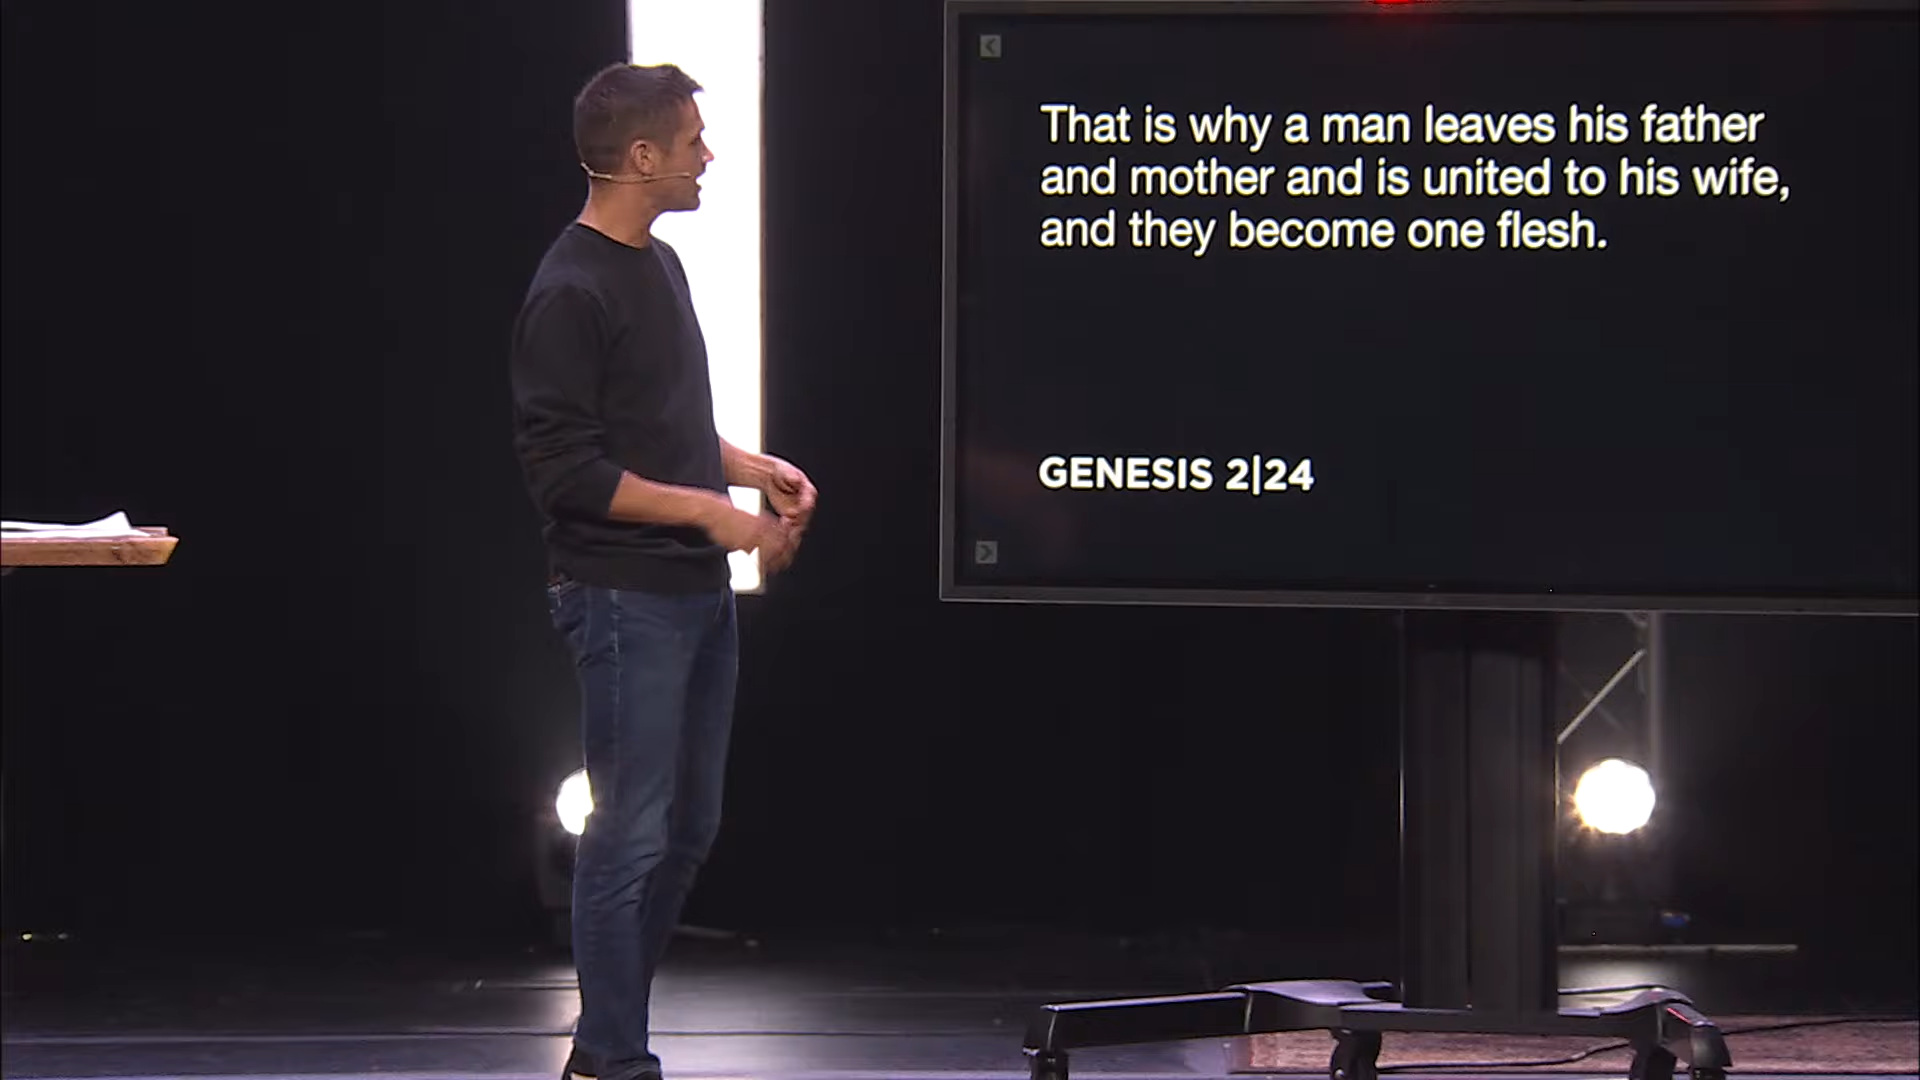 That is why a man leaves his father
and mother and is united to his wife,
and they become one flesh.
GENESIS 2|24